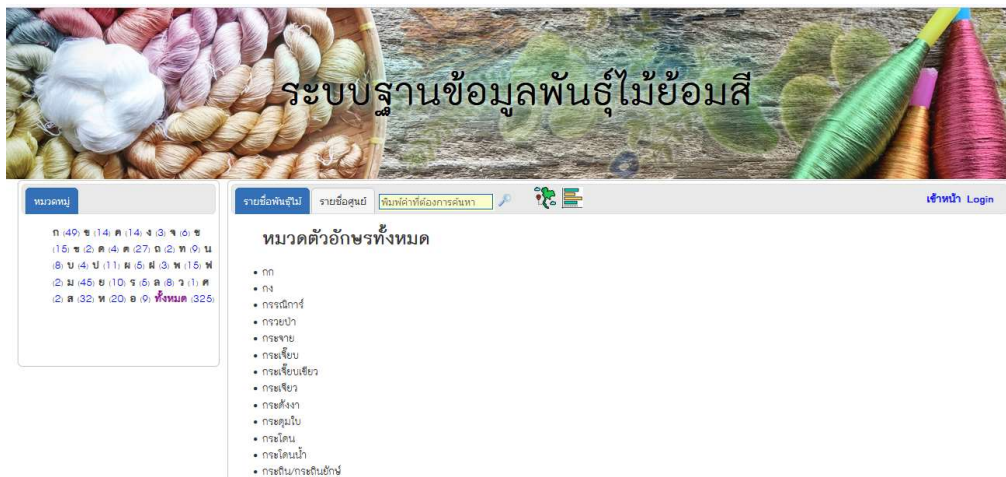 ระบบฐานข้อมูลพันธุ์ไม้ย้อมสี
หมวดหมู่
รายชื่อพันธุ์ไม้ รายชื่อศูนย์ พิมพ์คำที่ต้องการค้นหา
เข้าหน้า Login
ก (49) ข (14) ค (14) ง (3) จ (6) ช
(15) ซ (2) ด (4) ต (27) ถ (2) ท (9) น
(8) บ (4) ป (11) ผ (5) ฝ (3) พ (15) ฟ
(2) ม (45) ย (10) ร (5) ล (8) ว (1) ศ
(2) ส (32) ห (20) อ (9) ทั้งหมด (325)
หมวดตัวอักษรทั้งหมด
กก
กง
กรรณิการ์
กรวยป่า
กระจาย
กระเจี๊ยบ
กระเจี๊ยบเขียว
กระเจียว
กระดังงา
กระดุมใบ
กระโดน
กระโดนน้ำ
กระถิน/กระถินยักษ์